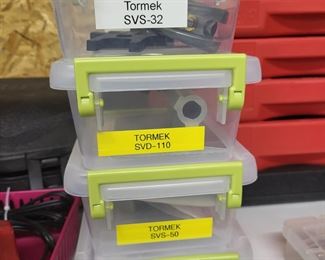 Tormek
SVS-32
TORMEK
SVD-110
TORMEK
SVS-50